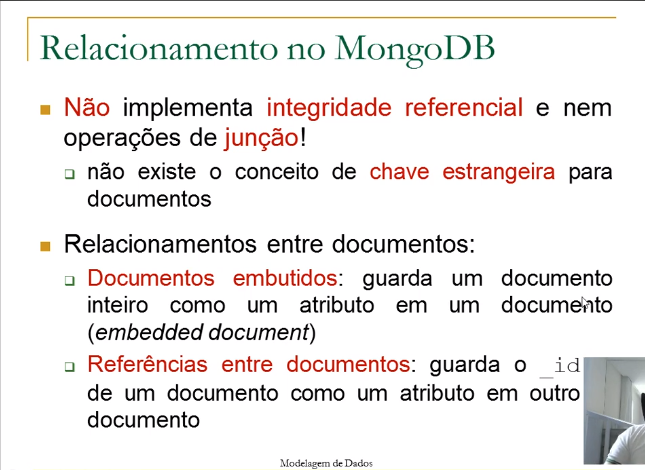 Relacionamento no MongoDB
Não implementa integridade referencial e nem
operações de junção!
não existe o conceito de chave estrangeira para
documentos
Relacionamentos entre documentos:
Documentos embutidos: guarda um documento
inteiro como um atributo em um documento
(embedded document)
Referências entre documentos: guarda o _id
de um documento como um atributo em outro
documento
Modelagem de Dados